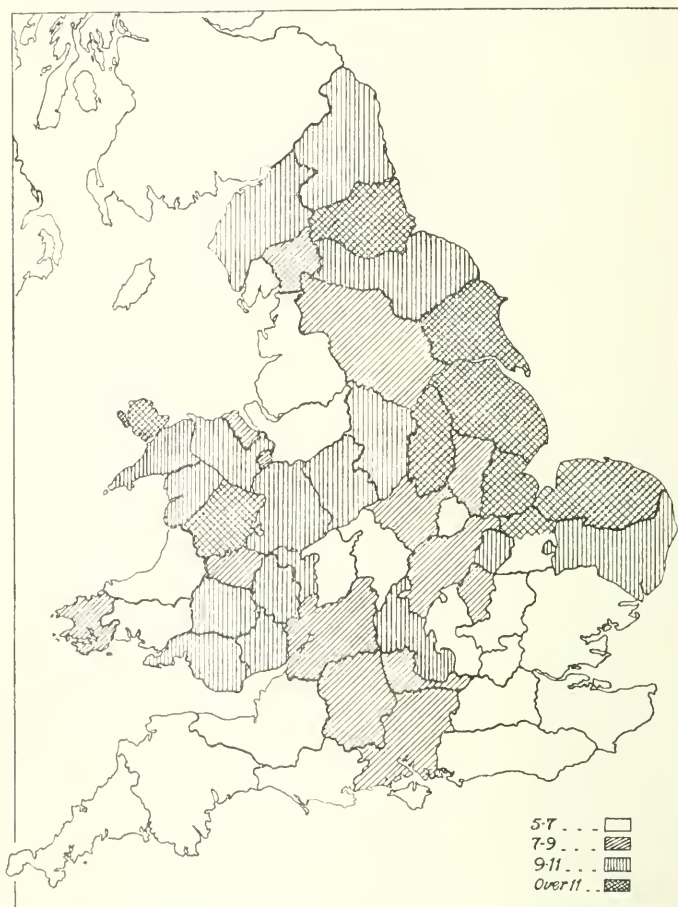 5-7 . . . .
7-9 . . . .
9-11 . . . .
Over 11 . .